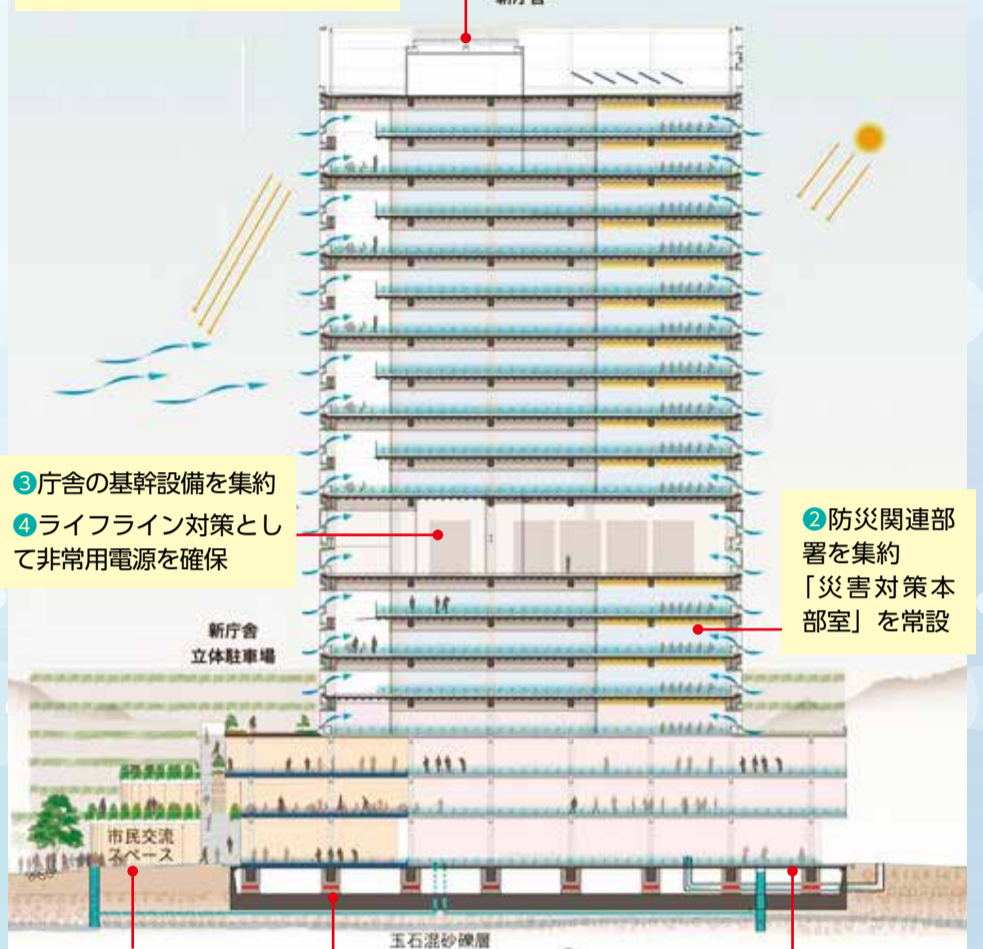 新庁舎
❸庁舎の基幹設備を集約
❹ライフライン対策とし
て非常用電源を確保
❷防災関連部
署を集約
「災害対策本
部室」を常設
新庁舎
立体駐車場
市民交流
スペース
玉石混砂礫層